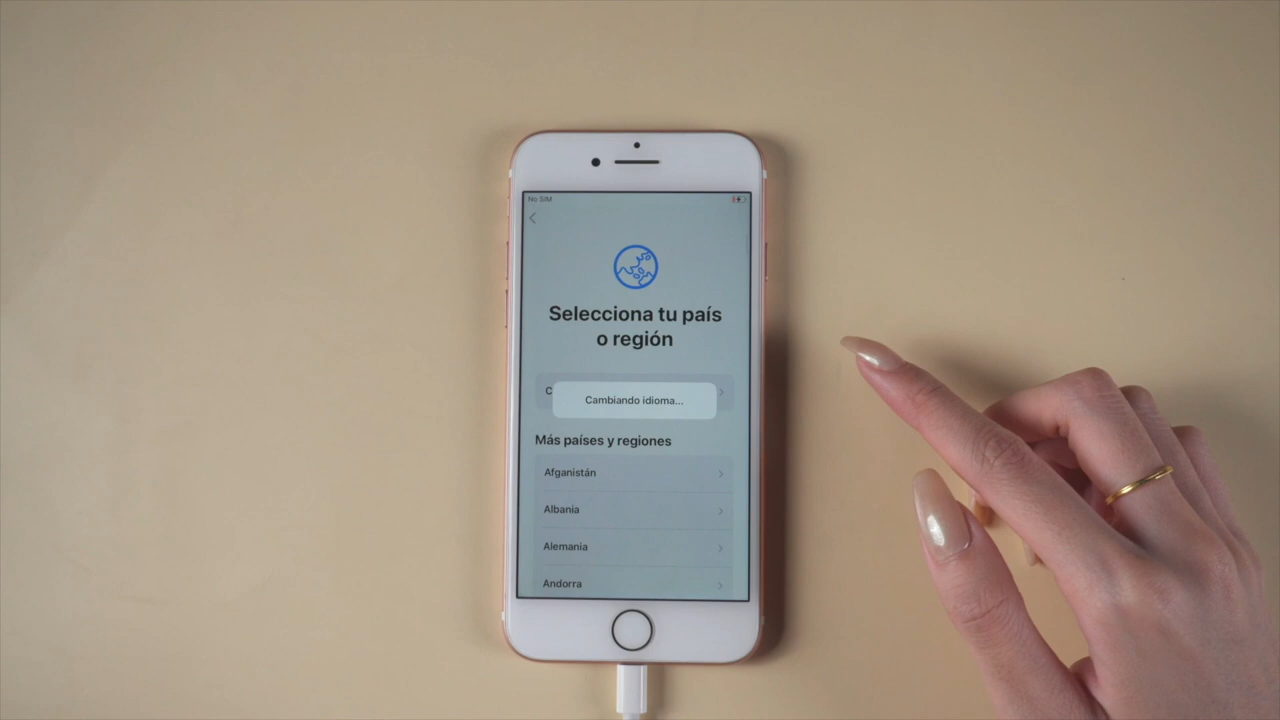 No SIM
Selecciona tu país
o región
C
Cambiando idioma...
Más países y regiones
Afganistán
Albania
Alemania
Andorra